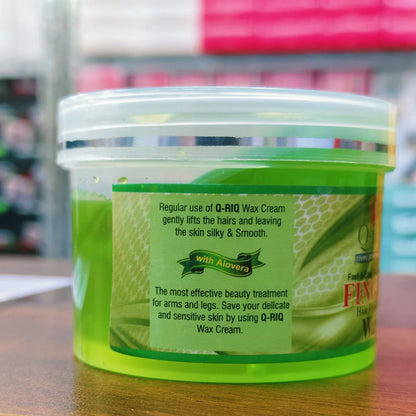 Regular use of Q-RIQ Wax Cream
gently lifts the hairs and leaving
the skin silky & Smooth.
with Alovera
The most effective beauty treatment
for arms and legs. Save your delicate
and sensitive skin by using Q-RIQ
Wax Cream.